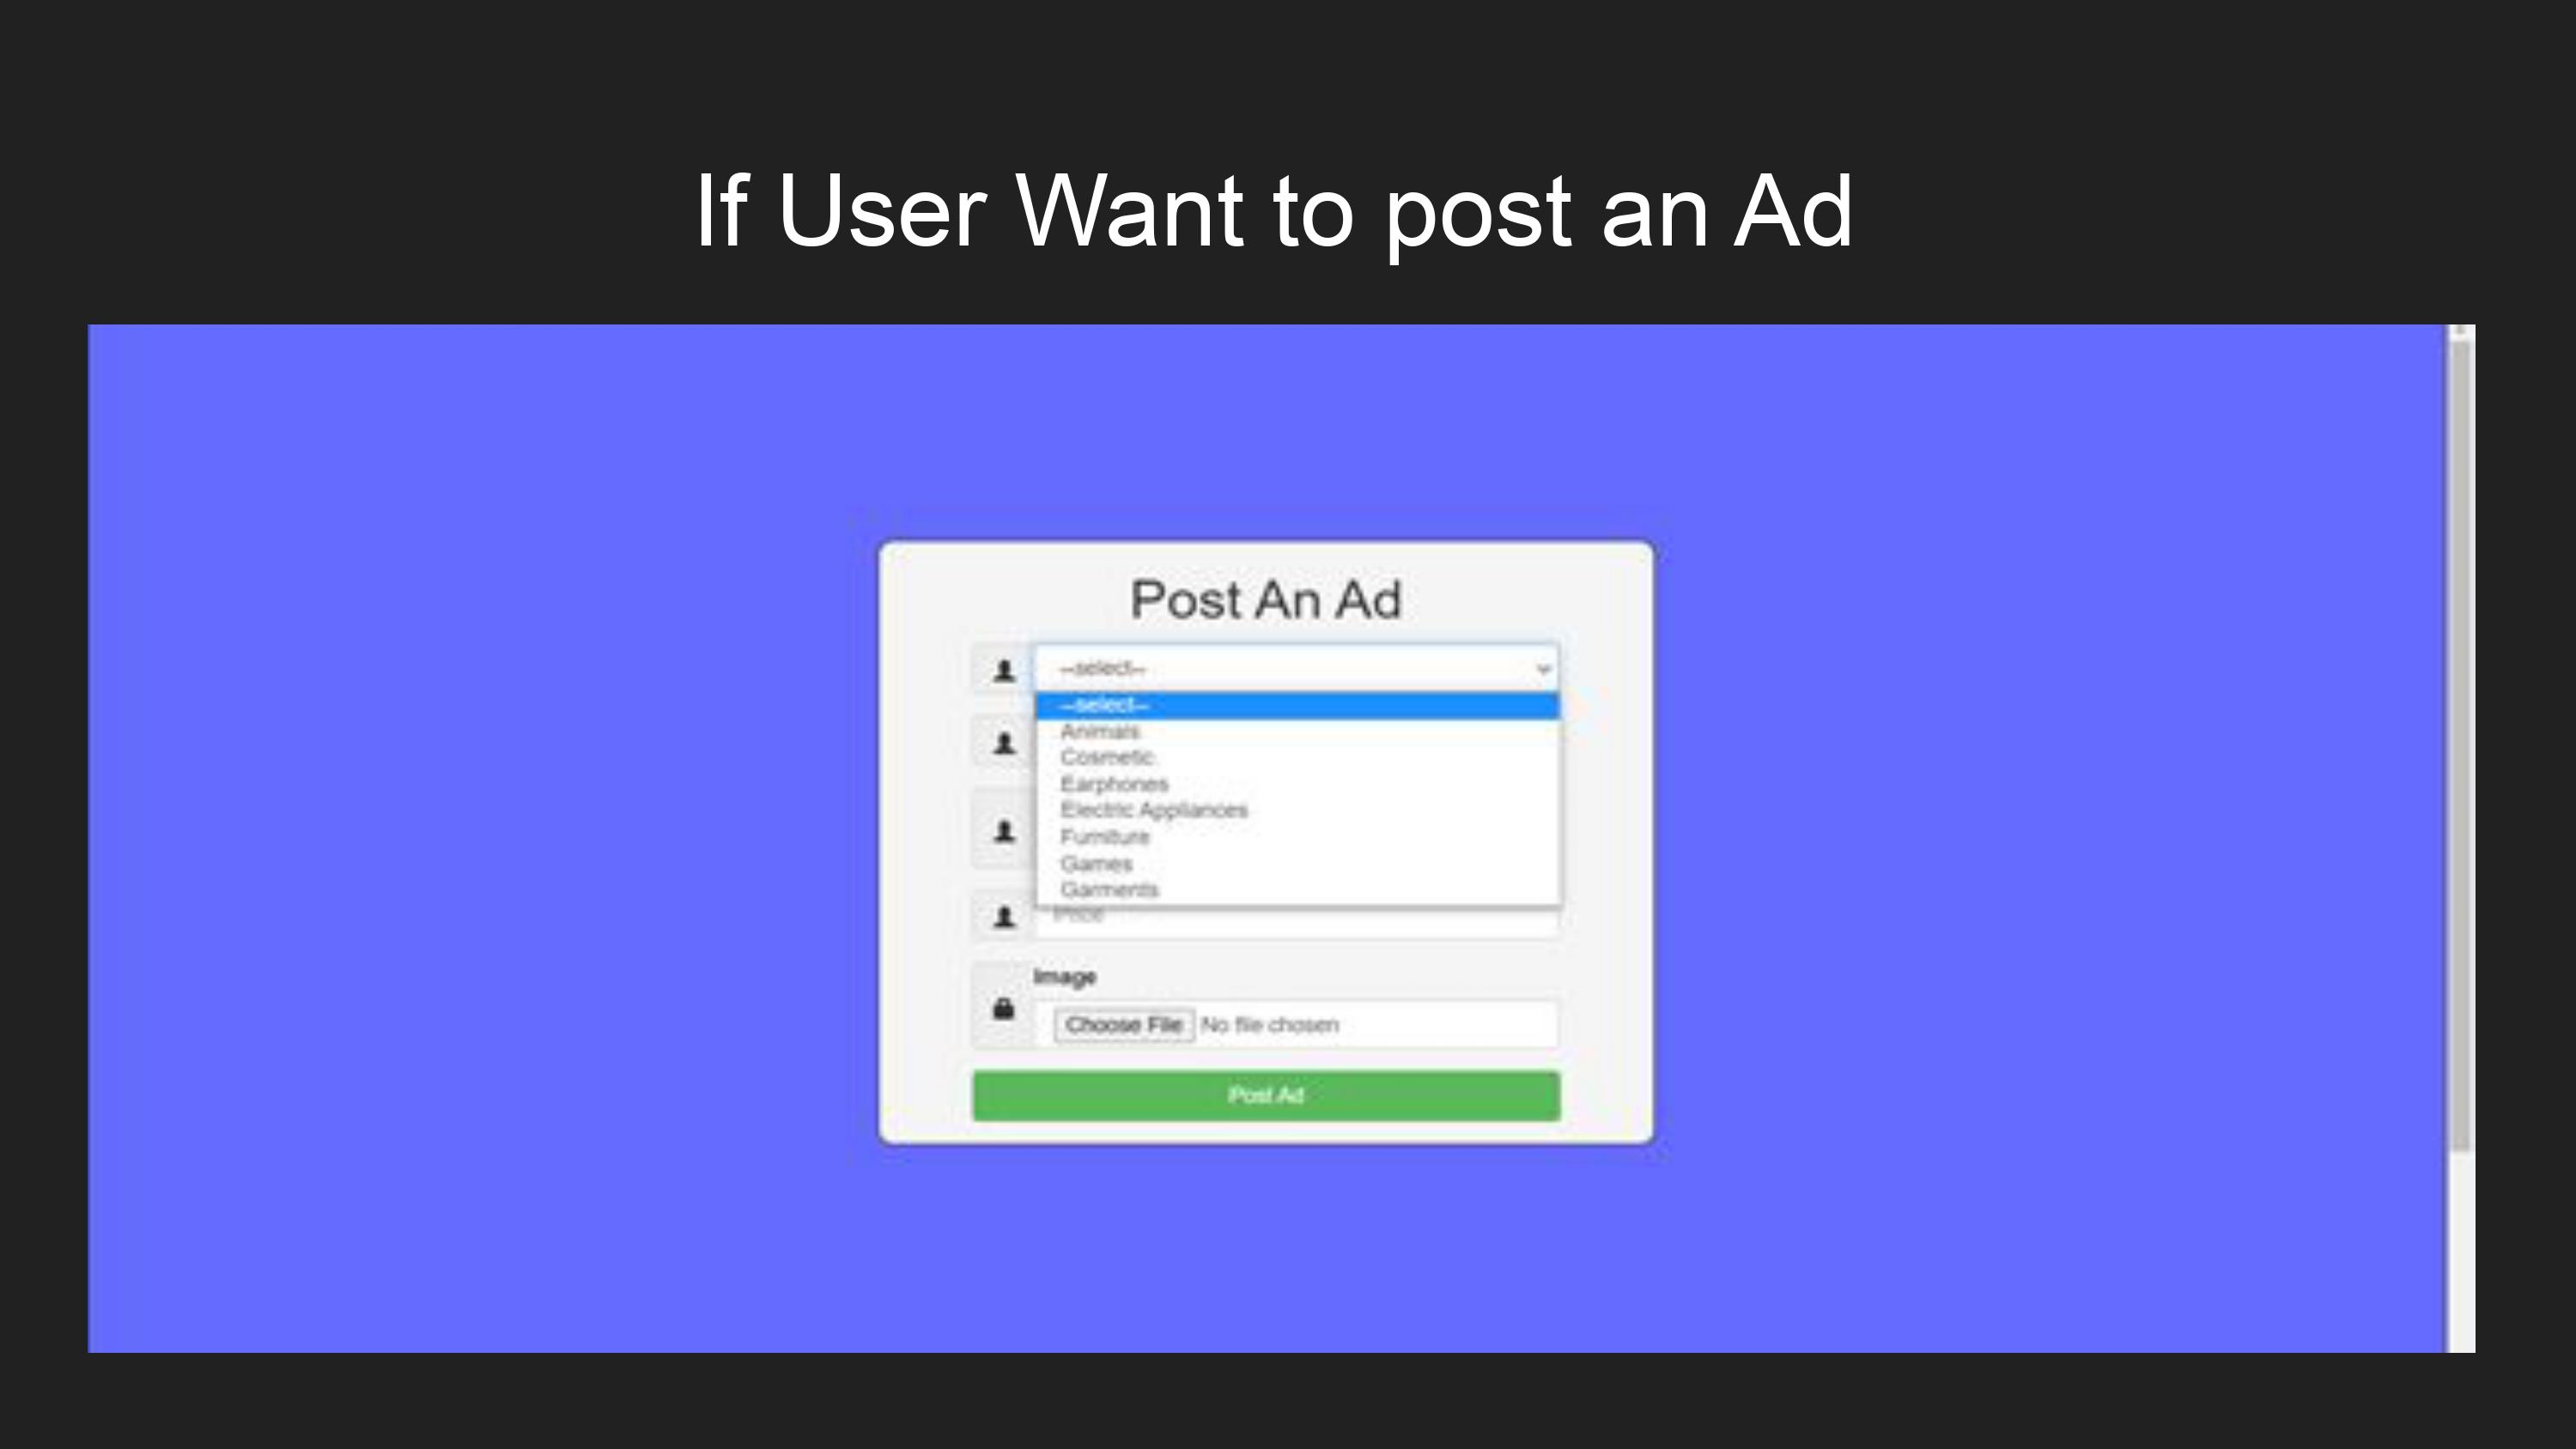 If User Want to post an Ad
Post An Ad
--select--
--select--
Animals
Cosmetic
Earphones
Electric Appliances
Furniture
Games
Garments
Price
Image
Choose File No file chosen
Post Ad